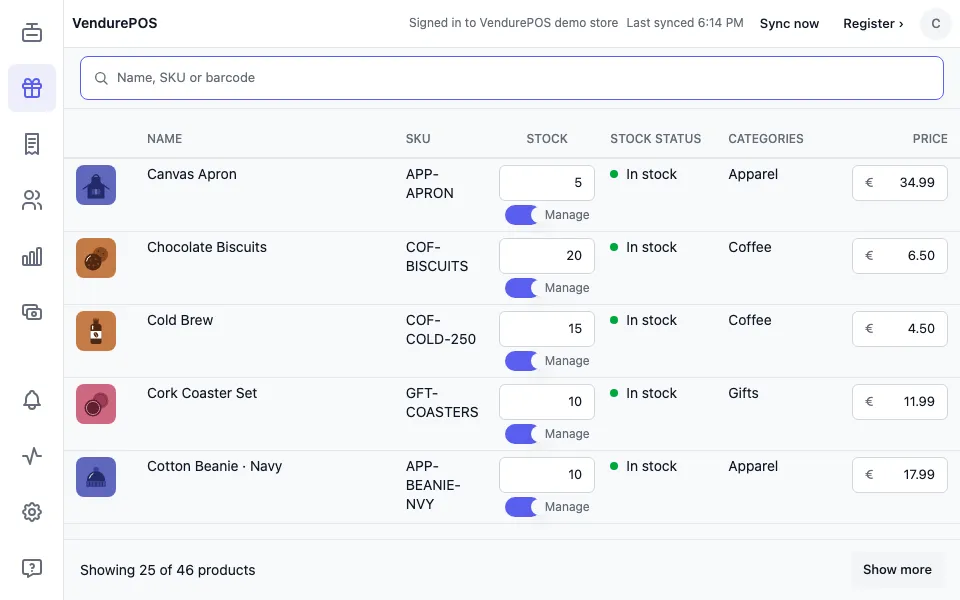 VendurePOS
Signed in to VendurePOS demo store Last synced 6:14 PM Sync now Register › C
Name, SKU or barcode
NAME SKU STOCK STOCK STATUS CATEGORIES PRICE
Canvas Apron APP-APRON 5 In stock Apparel € 34.99
Manage
Chocolate Biscuits COF-BISCUITS 20 In stock Coffee € 6.50
Manage
Cold Brew COF-COLD-250 15 In stock Coffee € 4.50
Manage
Cork Coaster Set GFT-COASTERS 10 In stock Gifts € 11.99
Manage
Cotton Beanie · Navy APP-BEANIE-NVY 10 In stock Apparel € 17.99
Manage
Showing 25 of 46 products Show more